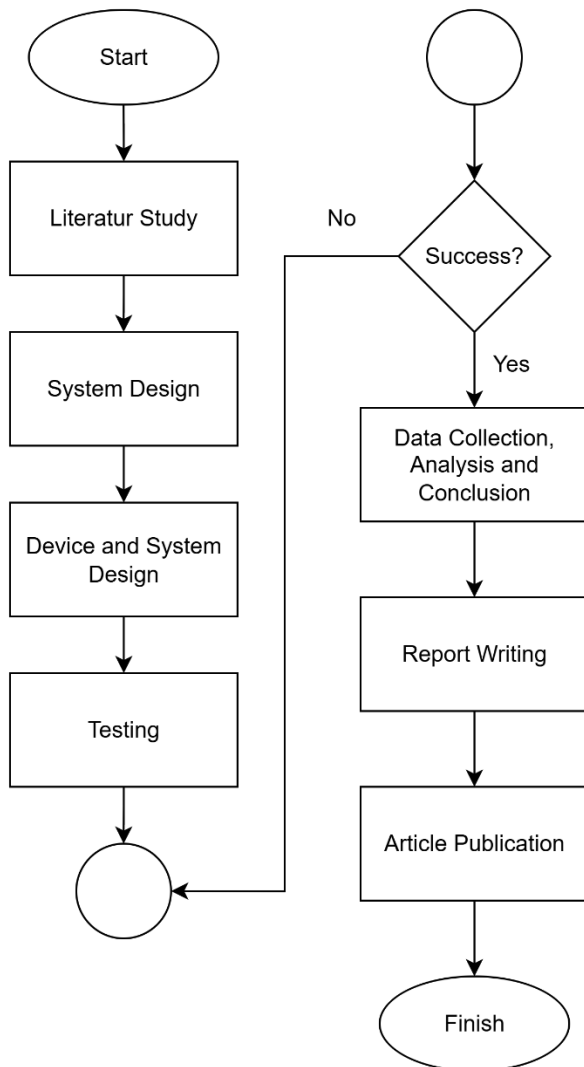 Start
Literatur Study
System Design
Device and System
Design
Testing
No
Success?
Yes
Data Collection,
Analysis and
Conclusion
Report Writing
Article Publication
Finish